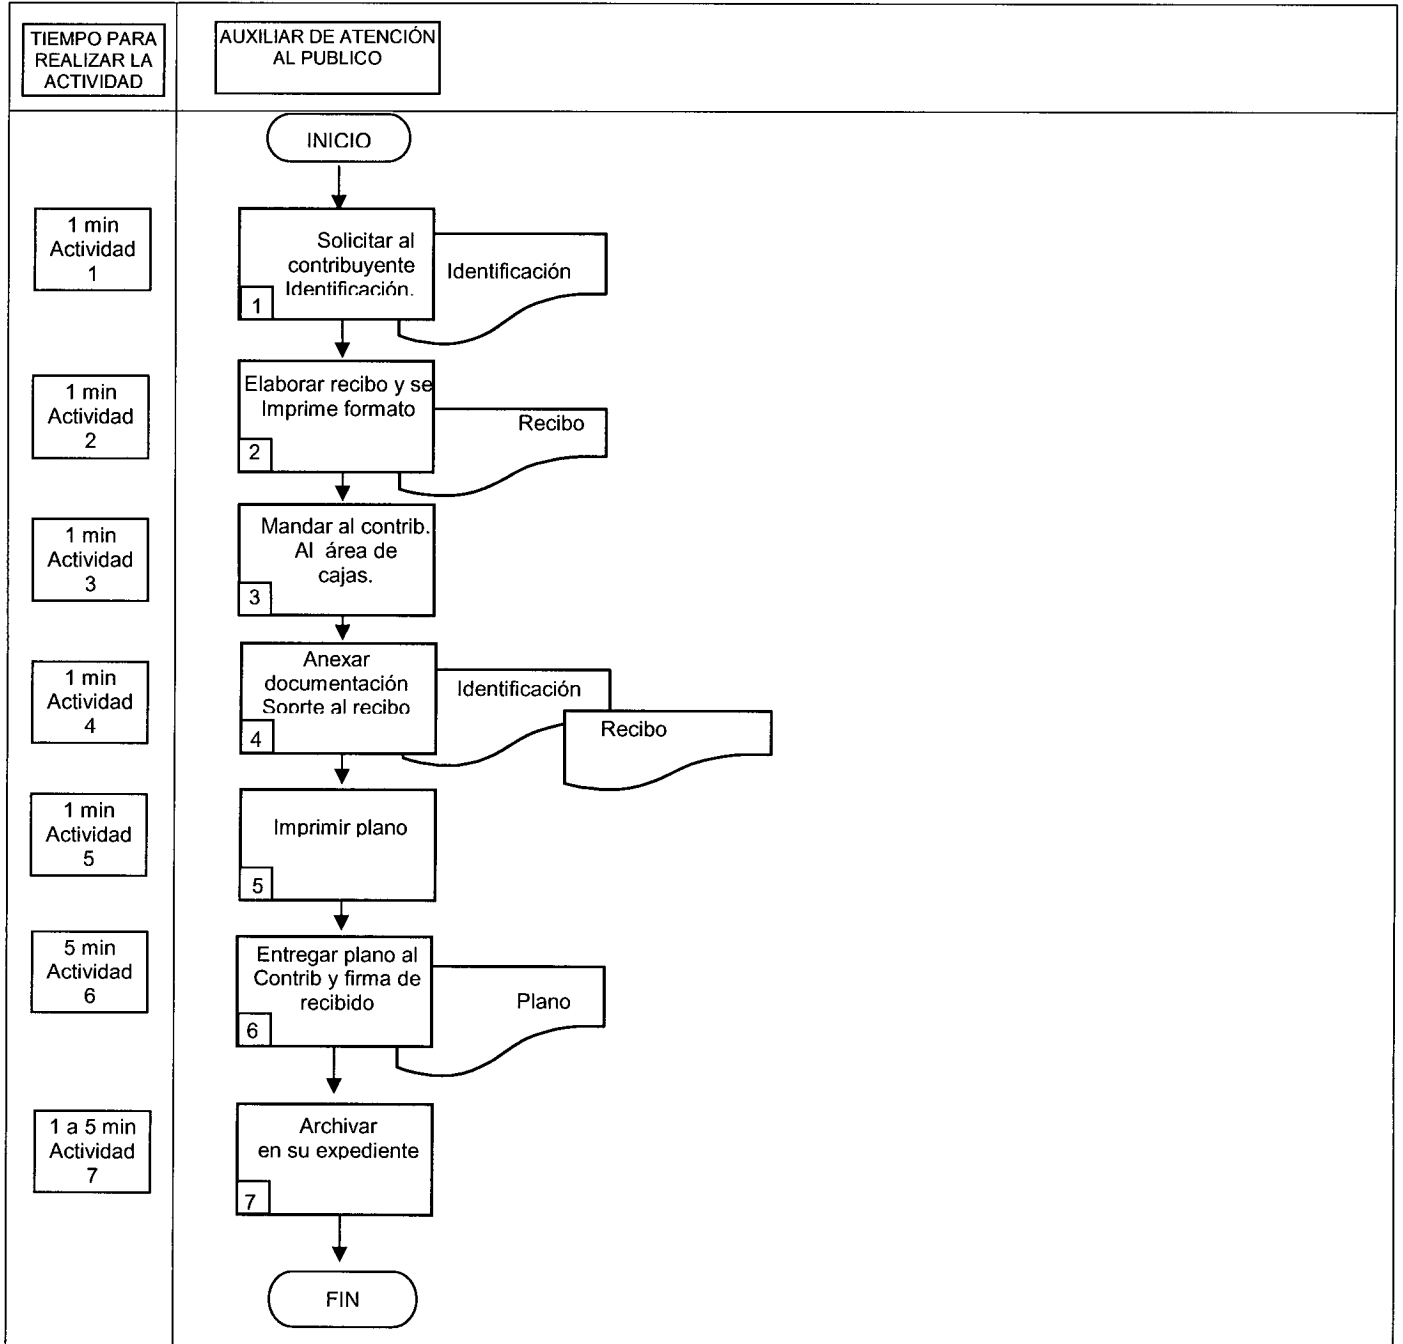 TIEMPO PARA
REALIZAR LA
ACTIVIDAD
AUXILIAR DE ATENCIÓN
AL PUBLICO
INICIO
1 min
Actividad
1
Solicitar al
contribuyente
Identificación.
1
Identificación
1 min
Actividad
2
Elaborar recibo y se
Imprime formato
2
Recibo
1 min
Actividad
3
Mandar al contrib.
Al área de
cajas.
3
1 min
Actividad
4
Anexar
documentación
Soprte al recibo
4
Identificación
Recibo
1 min
Actividad
5
Imprimir plano
5
5 min
Actividad
6
Entregar plano al
Contrib y firma de
recibido
6
Plano
1 a 5 min
Actividad
7
Archivar
en su expediente
7
FIN